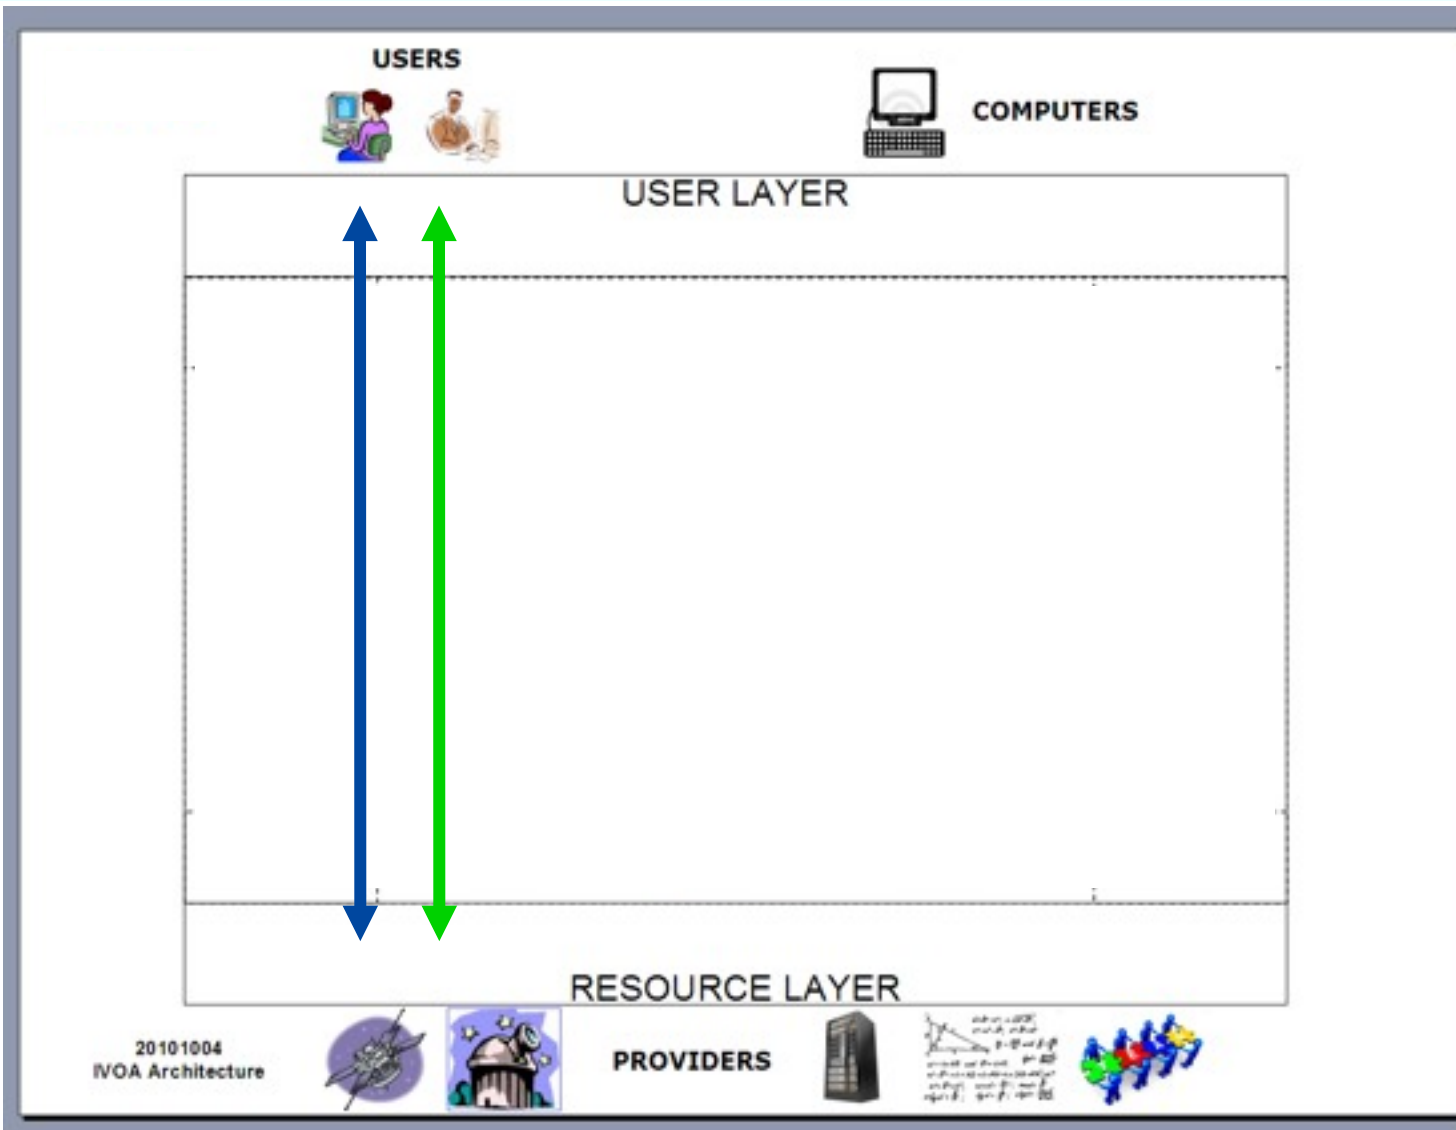 USERS
COMPUTERS
USER LAYER
RESOURCE LAYER
PROVIDERS
20101004
IVOA Architecture